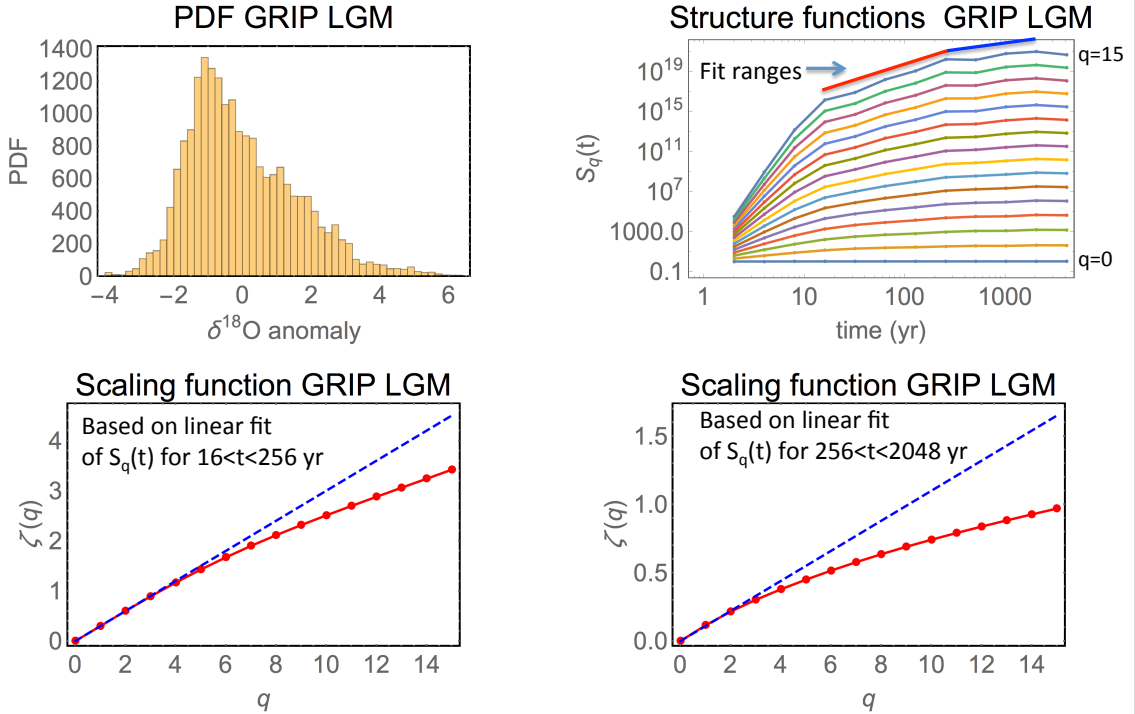 PDF GRIP LGM
1400
1200
1000
800
600
400
200
0
PDF
−4 −2 0 2 4 6
δ18O anomaly
Structure functions GRIP LGM
Fit ranges
q=15
q=0
10^19
10^15
10^11
10^7
1000.0
0.1
Sq(t)
1 10 100 1000
time (yr)
Scaling function GRIP LGM
Based on linear fit
of Sq(t) for 16<t<256 yr
4
3
2
1
0
ζ(q)
0 2 4 6 8 10 12 14
q
Scaling function GRIP LGM
Based on linear fit
of Sq(t) for 256<t<2048 yr
1.5
1.0
0.5
0.0
ζ(q)
0 2 4 6 8 10 12 14
q